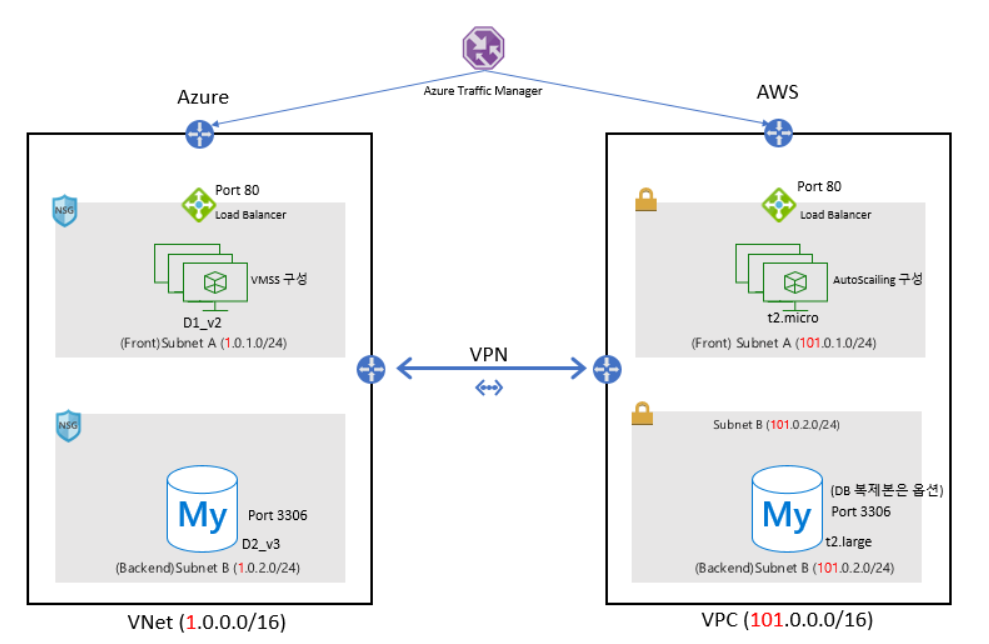 Azure Traffic Manager
Azure
AWS
NSG
Port 80
Load Balancer
VMSS 구성
D1_v2
(Front)Subnet A (1.0.1.0/24)
Port 80
Load Balancer
AutoScailing 구성
t2.micro
(Front) Subnet A (101.0.1.0/24)
VPN
NSG
My
Port 3306
D2_v3
(Backend)Subnet B (1.0.2.0/24)
Subnet B (101.0.2.0/24)
(DB 복제본은 옵션)
My
Port 3306
t2.large
(Backend)Subnet B (101.0.2.0/24)
VNet (1.0.0.0/16)
VPC (101.0.0.0/16)